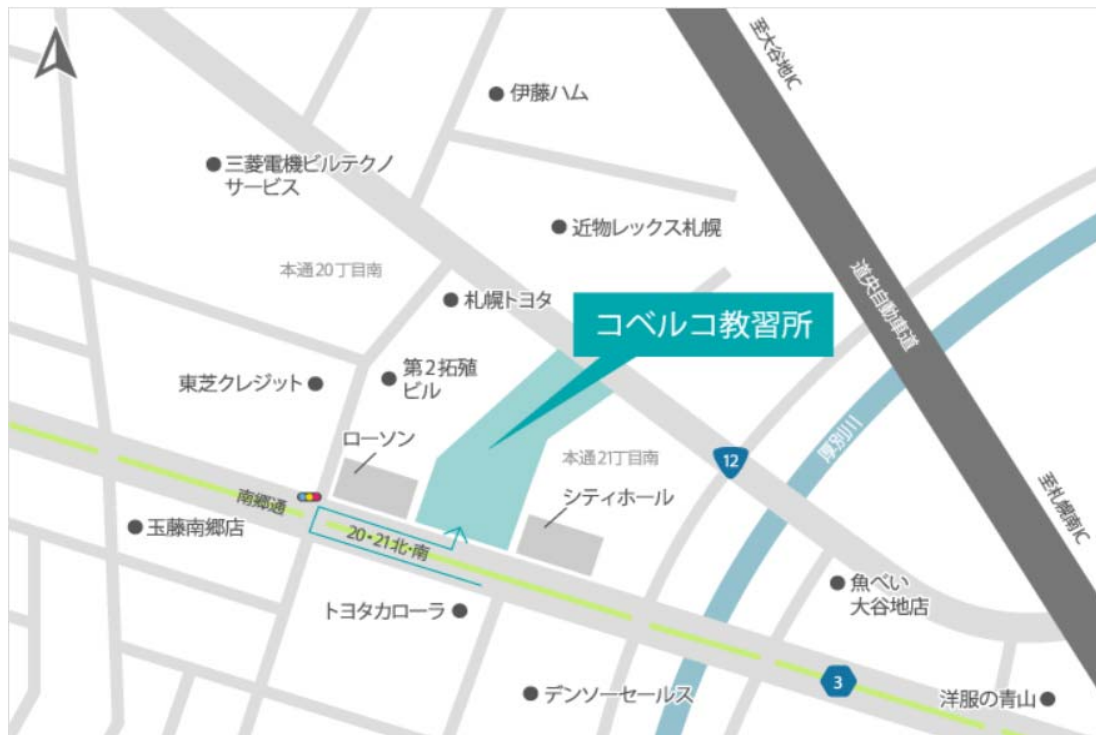 至大谷地IC
伊藤ハム
三菱電機ビルテクノ
サービス
近物レックス札幌
本通20丁目南
札幌トヨタ
道央自動車道
コベルコ教習所
第2拓殖
ビル
東芝クレジット
ローソン
厚別川
本通21丁目南
12
シティホール
南郷通
至札幌南IC
玉藤南郷店
20・21北・南
魚べい
大谷地店
トヨタカローラ
3
デンソーセールス
洋服の青山